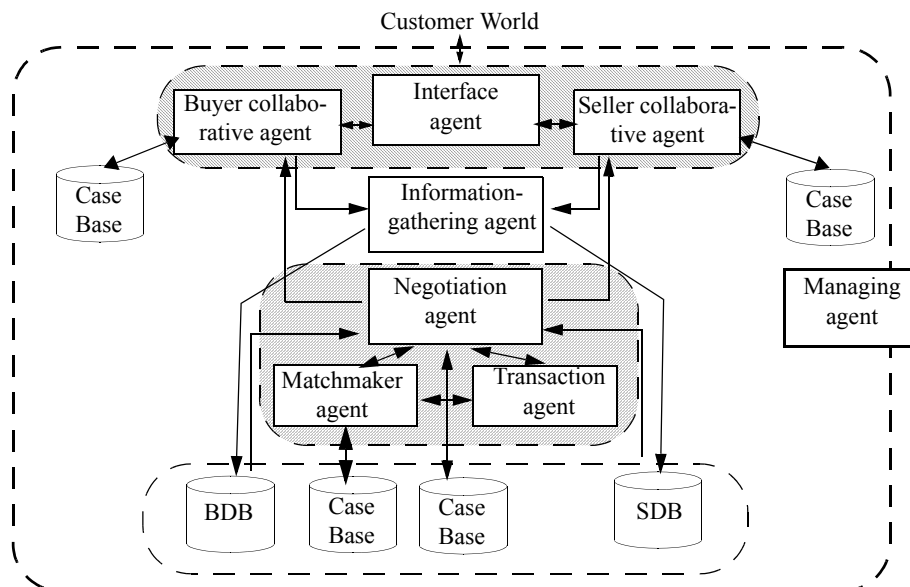 Customer World
Interface
agent
Buyer collabo-
rative agent
Seller collabora-
tive agent
Case
Base
Information-
gathering agent
Case
Base
Negotiation
agent
Managing
agent
Matchmaker
agent
Transaction
agent
BDB
Case
Base
Case
Base
SDB